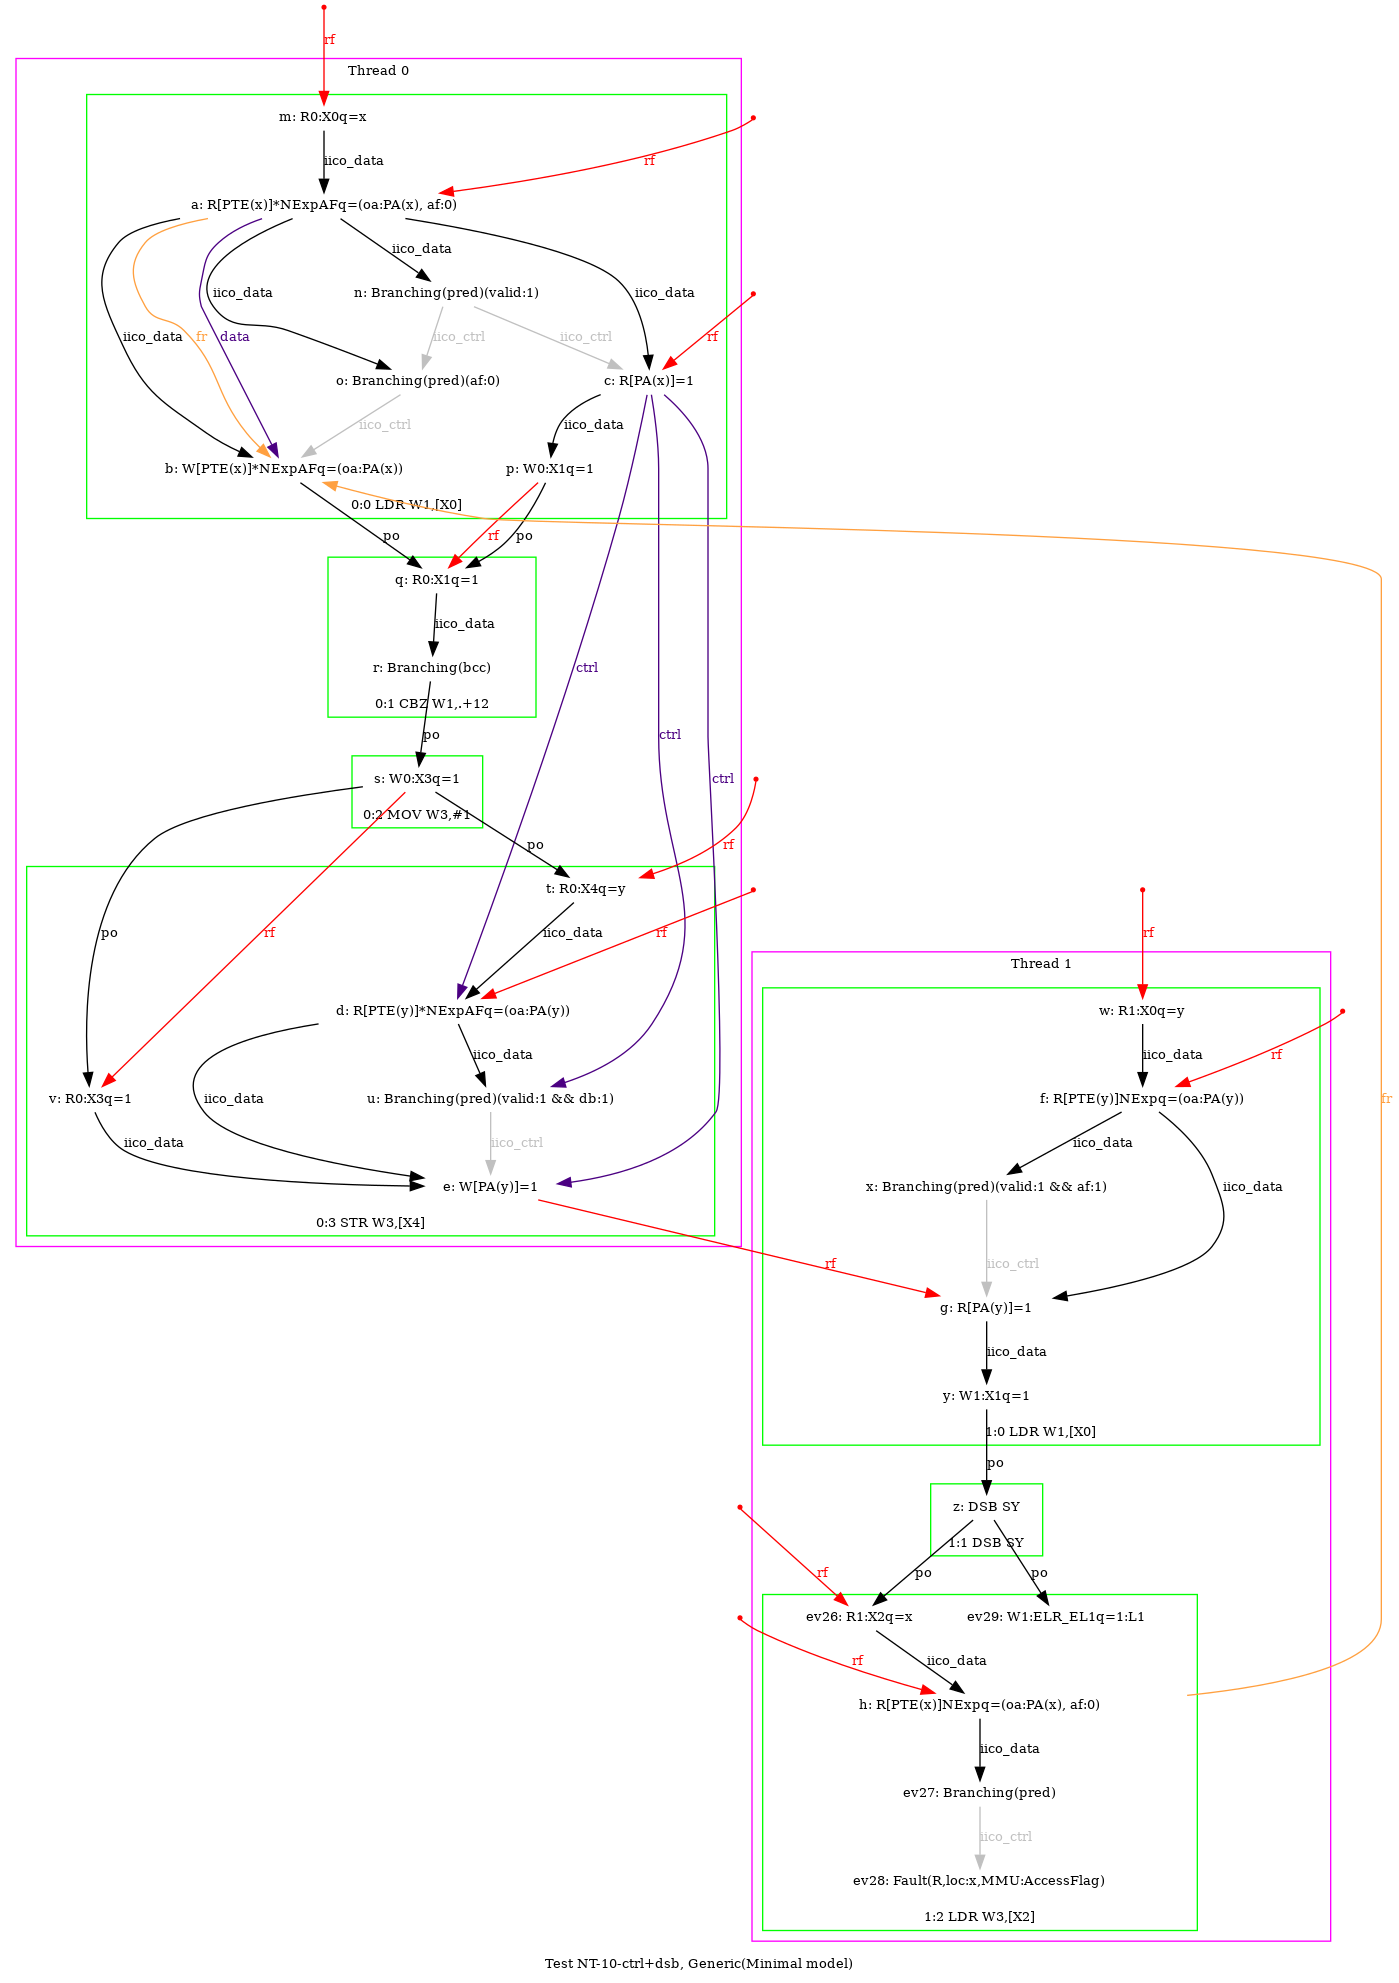 rf
Thread 0
m: R0:X0q=x
iico_data
rf
a: R[PTE(x)]*NExpAFq=(oa:PA(x), af:0)
iico_data
n: Branching(pred)(valid:1)
iico_data
iico_data
iico_data
fr
data
iico_ctrl
iico_ctrl
rf
o: Branching(pred)(af:0)
c: R[PA(x)]=1
iico_ctrl
iico_data
b: W[PTE(x)]*NExpAFq=(oa:PA(x))
p: W0:X1q=1
0:0 LDR W1,[X0]
po
rf
po
q: R0:X1q=1
iico_data
r: Branching(bcc)
ctrl
0:1 CBZ W1,.+12
po
ctrl
ctrl
s: W0:X3q=1
0:2 MOV W3,#1
po
rf
t: R0:X4q=y
po
rf
iico_data
rf
rf
Thread 1
d: R[PTE(y)]*NExpAFq=(oa:PA(y))
w: R1:X0q=y
iico_data
iico_data
rf
v: R0:X3q=1
iico_data
u: Branching(pred)(valid:1 && db:1)
f: R[PTE(y)]NExpq=(oa:PA(y))
fr
iico_data
iico_ctrl
iico_data
e: W[PA(y)]=1
x: Branching(pred)(valid:1 && af:1)
iico_data
0:3 STR W3,[X4]
rf
iico_ctrl
g: R[PA(y)]=1
iico_data
y: W1:X1q=1
1:0 LDR W1,[X0]
po
z: DSB SY
1:1 DSB SY
rf
po
po
ev26: R1:X2q=x
ev29: W1:ELR_EL1q=1:L1
rf
iico_data
h: R[PTE(x)]NExpq=(oa:PA(x), af:0)
iico_data
ev27: Branching(pred)
iico_ctrl
ev28: Fault(R,loc:x,MMU:AccessFlag)
1:2 LDR W3,[X2]
Test NT-10-ctrl+dsb, Generic(Minimal model)